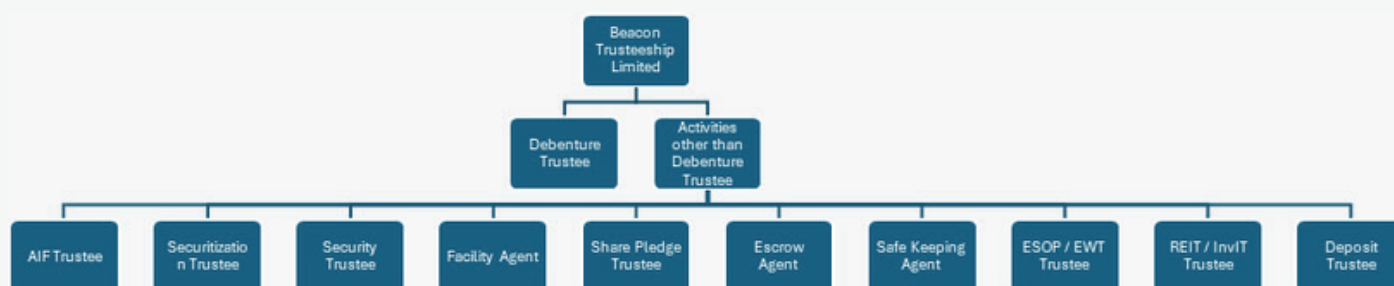 Beacon
Trusteeship
Limited
Debenture
Trustee
Activities
other than
Debenture
Trustee
AIF Trustee
Securitizatio
n Trustee
Security
Trustee
Facility Agent
Share Pledge
Trustee
Escrow
Agent
Safe Keeping
Agent
ESOP / EWT
Trustee
REIT / InvIT
Trustee
Deposit
Trustee